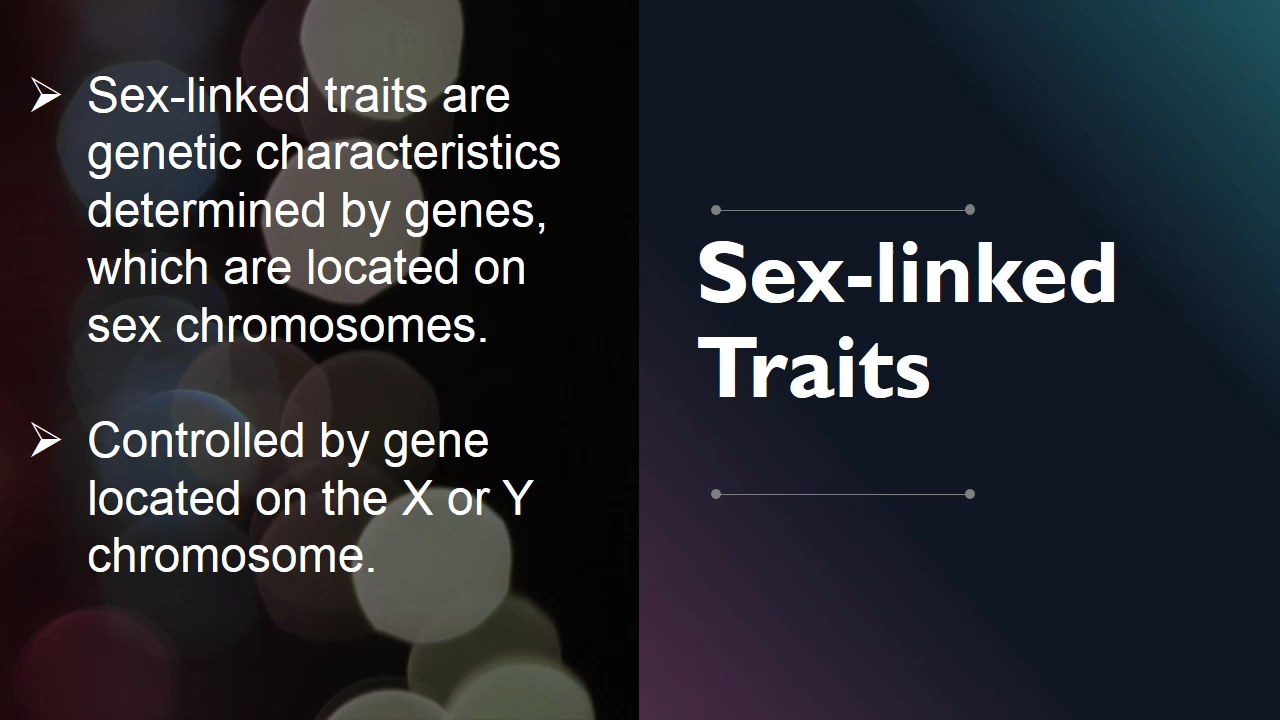 ➢ Sex-linked traits are
genetic characteristics
determined by genes,
which are located on
sex chromosomes.
➢ Controlled by gene
located on the X or Y
chromosome.
Sex-linked
Traits